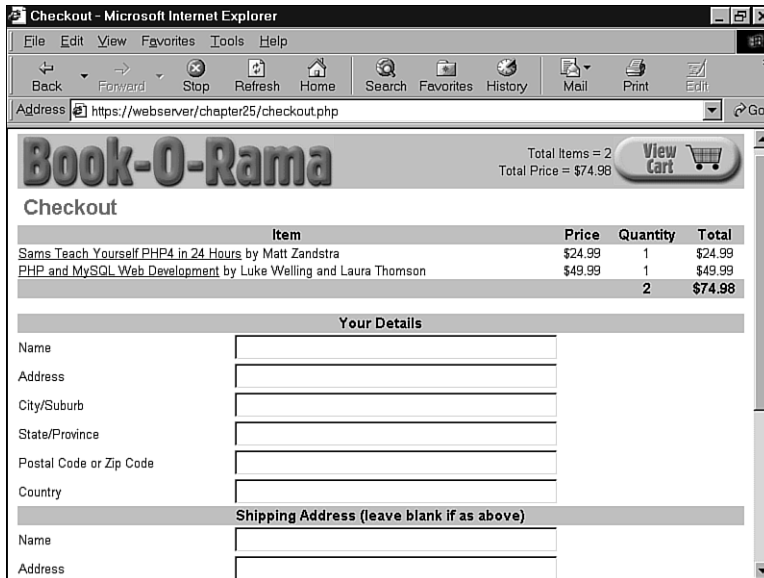 Checkout - Microsoft Internet Explorer
File Edit View Favorites Tools Help
Back Forward Stop Refresh Home Search Favorites History Mail Print Edit
Address https://webserver/chapter25/checkout.php Go
Book-O-Rama
Total Items = 2
Total Price = $74.98
View
Cart
Checkout
Item Price Quantity Total
Sams Teach Yourself PHP4 in 24 Hours by Matt Zandstra $24.99 1 $24.99
PHP and MySQL Web Development by Luke Welling and Laura Thomson $49.99 1 $49.99
2 $74.98
Your Details
Name
Address
City/Suburb
State/Province
Postal Code or Zip Code
Country
Shipping Address (leave blank if as above)
Name
Address